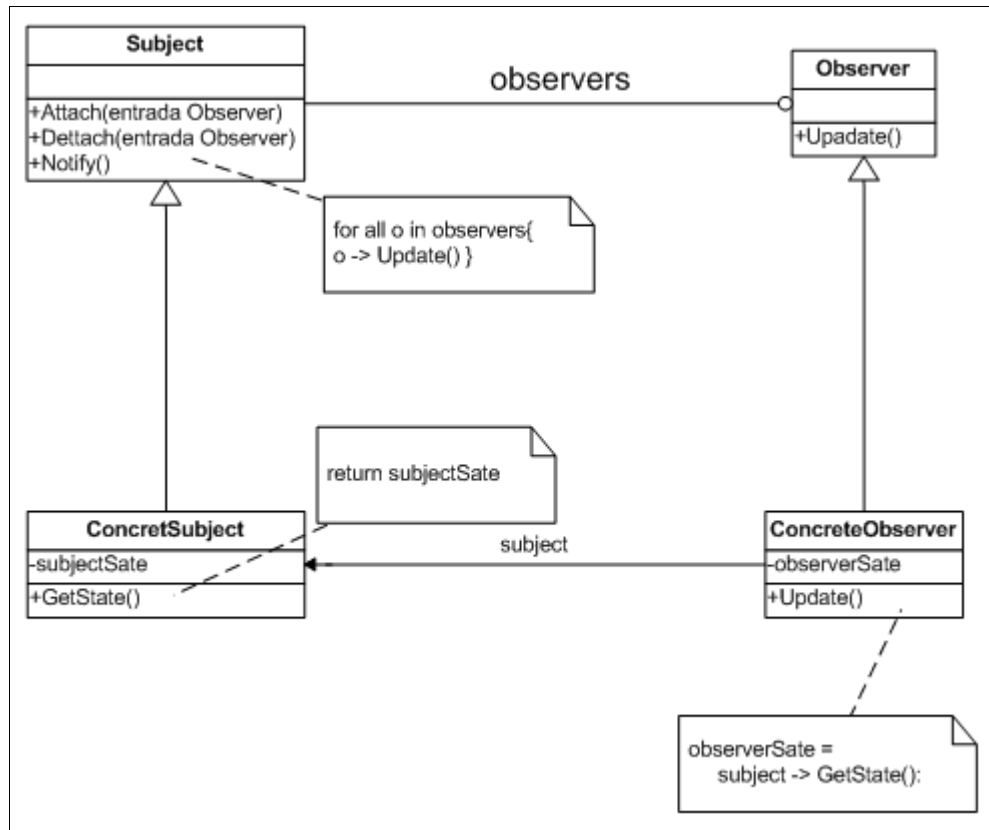 Subject
+Attach(entrada Observer)
+Dettach(entrada Observer)
+Notify()
observers
Observer
+Upadate()
for all o in observers{
o -> Update() }
return subjectSate
ConcretSubject
-subjectSate
+GetState()
subject
ConcreteObserver
-observerSate
+Update()
observerSate =
subject -> GetState():